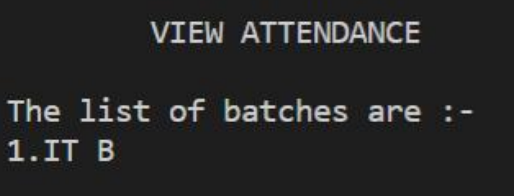 VIEW ATTENDANCE
The list of batches are :-
1.IT B